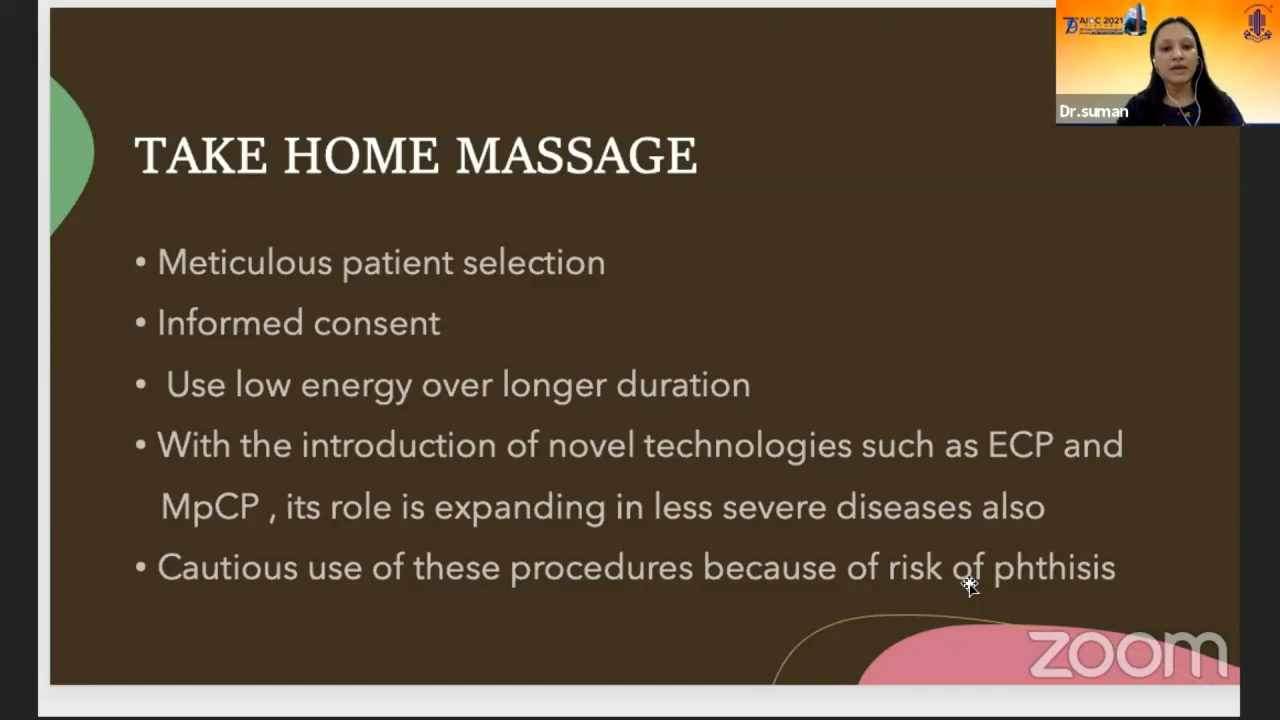 AIOC 2021
Dr.suman
TAKE HOME MASSAGE
• Meticulous patient selection
• Informed consent
• Use low energy over longer duration
• With the introduction of novel technologies such as ECP and
MpCP , its role is expanding in less severe diseases also
• Cautious use of these procedures because of risk of phthisis
zoom